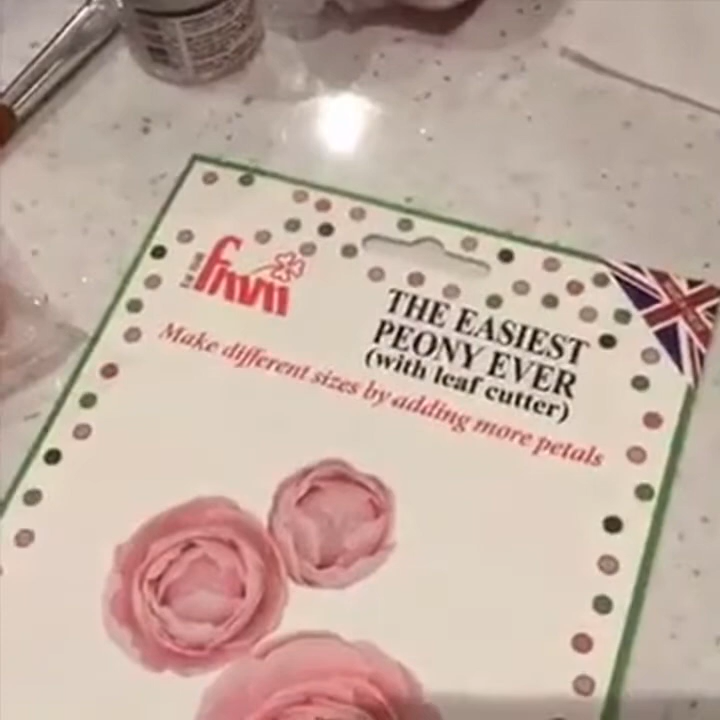 fmm
THE EASIEST
PEONY EVER
(with leaf cutter)
Make different sizes by adding more petals